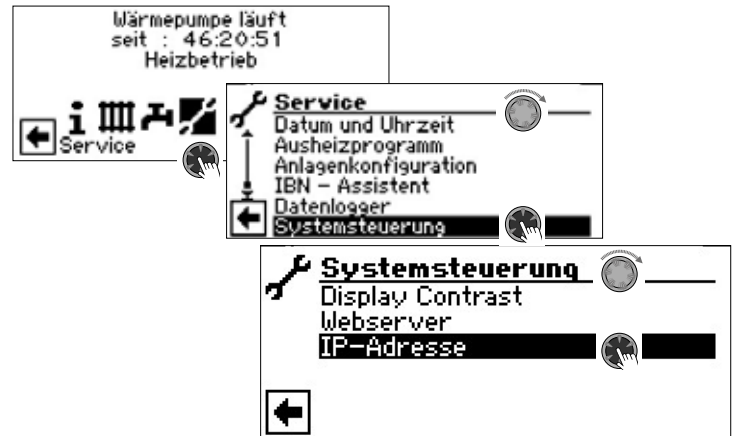 Wärmepumpe läuft
seit : 46:20:51
Heizbetrieb
Service
Service
Datum und Uhrzeit
Ausheizprogramm
Anlagenkonfiguration
IBN - Assistent
Datenlogger
Systemsteuerung
Systemsteuerung
Display Contrast
Webserver
IP-Adresse